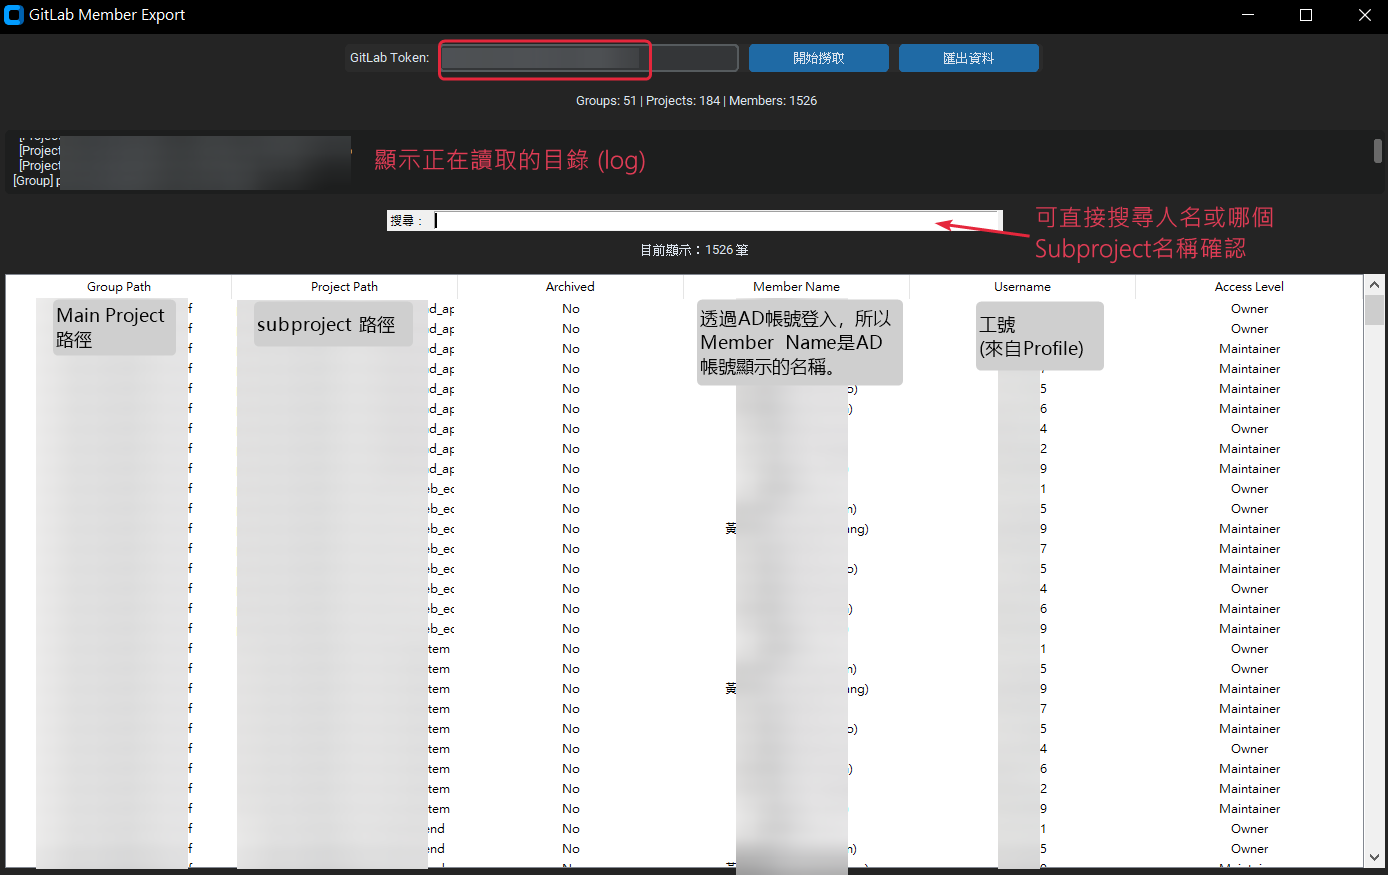 GitLab Member Export
GitLab Token: 開始撈取 匯出資料
Groups: 51 | Projects: 184 | Members: 1526
[Project
[Project
[Group] p
顯示正在讀取的目錄 (log)
搜尋：
可直接搜尋人名或哪個
Subproject名稱確認
目前顯示：1526 筆
Group Path Project Path Archived Member Name Username Access Level
Main Project
路徑
subproject 路徑
透過AD帳號登入，所以
Member Name是AD
帳號顯示的名稱。
工號
(來自Profile)
f d_ap No Owner
f d_ap No Owner
f d_ap No Maintainer
f d_ap No 7 Maintainer
f d_ap No o) 5 Maintainer
f d_ap No ) 6 Maintainer
f d_ap No 4 Owner
f d_ap No 2 Maintainer
f d_ap No 9 Maintainer
f eb_ec No 1 Owner
f eb_ec No n) 5 Owner
f eb_ec No 黃 ang) 9 Maintainer
f eb_ec No 7 Maintainer
f eb_ec No o) 5 Maintainer
f eb_ec No 4 Owner
f eb_ec No ) 6 Maintainer
f eb_ec No 9 Maintainer
f tem No 1 Owner
f tem No n) 5 Owner
f tem No 黃 ang) 9 Maintainer
f tem No 7 Maintainer
f tem No o) 5 Maintainer
f tem No 4 Owner
f tem No ) 6 Maintainer
f tem No 2 Maintainer
f tem No 9 Maintainer
f end No 1 Owner
f end No n) 5 Owner